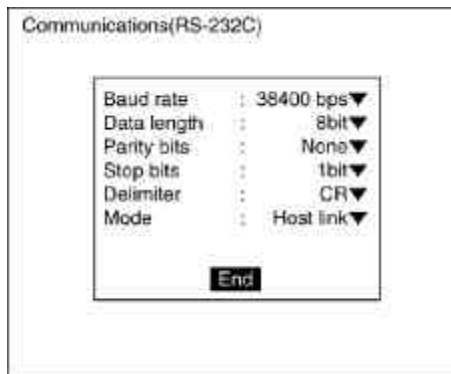 Communications(RS-232C)
Baud rate : 38400 bps▼
Data length : 8bit▼
Parity bits : None▼
Stop bits : 1bit▼
Delimiter : CR▼
Mode : Host link▼
End